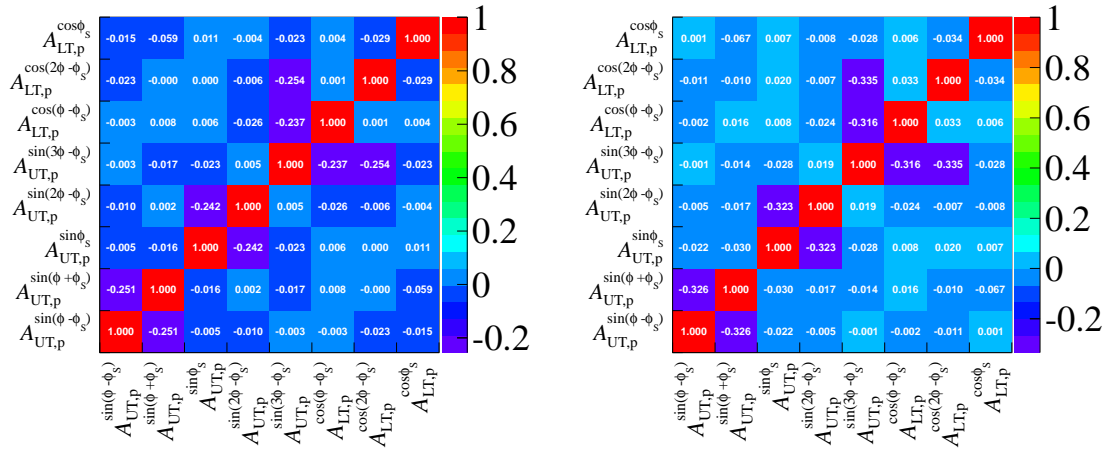 A_{LT,p}^{cosϕ_S} -0.015 -0.059 0.011 -0.004 -0.023 0.004 -0.029 1.000
A_{LT,p}^{cos(2ϕ-ϕ_S)} -0.023 -0.000 0.000 -0.006 -0.254 0.001 1.000 -0.029
A_{LT,p}^{cos(ϕ-ϕ_S)} -0.003 0.008 0.006 -0.026 -0.237 1.000 0.001 0.004
A_{UT,p}^{sin(3ϕ-ϕ_S)} -0.003 -0.017 -0.023 0.005 1.000 -0.237 -0.254 -0.023
A_{UT,p}^{sin(2ϕ-ϕ_S)} -0.010 0.002 -0.242 1.000 0.005 -0.026 -0.006 -0.004
A_{UT,p}^{sinϕ_S} -0.005 -0.016 1.000 -0.242 -0.023 0.006 0.000 0.011
A_{UT,p}^{sin(ϕ+ϕ_S)} -0.251 1.000 -0.016 0.002 -0.017 0.008 -0.000 -0.059
A_{UT,p}^{sin(ϕ-ϕ_S)} 1.000 -0.251 -0.005 -0.010 -0.003 -0.003 -0.023 -0.015
A_{UT,p}^{sin(ϕ-ϕ_S)}
A_{UT,p}^{sin(ϕ+ϕ_S)}
A_{UT,p}^{sinϕ_S}
A_{UT,p}^{sin(2ϕ-ϕ_S)}
A_{UT,p}^{sin(3ϕ-ϕ_S)}
A_{LT,p}^{cos(ϕ-ϕ_S)}
A_{LT,p}^{cos(2ϕ-ϕ_S)}
A_{LT,p}^{cosϕ_S}
1
0.8
0.6
0.4
0.2
0
-0.2
A_{LT,p}^{cosϕ_S} 0.001 -0.067 0.007 -0.008 -0.028 0.006 -0.034 1.000
A_{LT,p}^{cos(2ϕ-ϕ_S)} -0.011 -0.010 0.020 -0.007 -0.335 0.033 1.000 -0.034
A_{LT,p}^{cos(ϕ-ϕ_S)} -0.002 0.016 0.008 -0.024 -0.316 1.000 0.033 0.006
A_{UT,p}^{sin(3ϕ-ϕ_S)} -0.001 -0.014 -0.028 0.019 1.000 -0.316 -0.335 -0.028
A_{UT,p}^{sin(2ϕ-ϕ_S)} -0.005 -0.017 -0.323 1.000 0.019 -0.024 -0.007 -0.008
A_{UT,p}^{sinϕ_S} -0.022 -0.030 1.000 -0.323 -0.028 0.008 0.020 0.007
A_{UT,p}^{sin(ϕ+ϕ_S)} -0.326 1.000 -0.030 -0.017 -0.014 0.016 -0.010 -0.067
A_{UT,p}^{sin(ϕ-ϕ_S)} 1.000 -0.326 -0.022 -0.005 -0.001 -0.002 -0.011 0.001
A_{UT,p}^{sin(ϕ-ϕ_S)}
A_{UT,p}^{sin(ϕ+ϕ_S)}
A_{UT,p}^{sinϕ_S}
A_{UT,p}^{sin(2ϕ-ϕ_S)}
A_{UT,p}^{sin(3ϕ-ϕ_S)}
A_{LT,p}^{cos(ϕ-ϕ_S)}
A_{LT,p}^{cos(2ϕ-ϕ_S)}
A_{LT,p}^{cosϕ_S}
1
0.8
0.6
0.4
0.2
0
-0.2